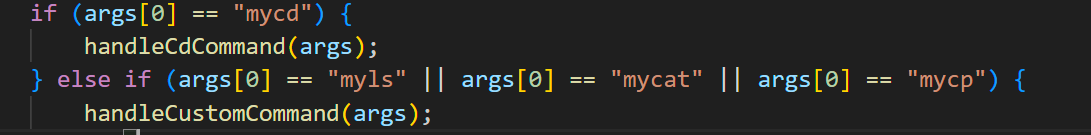 if (args[0] == "mycd") {
    handleCdCommand(args);
} else if (args[0] == "myls" || args[0] == "mycat" || args[0] == "mycp") {
    handleCustomCommand(args);